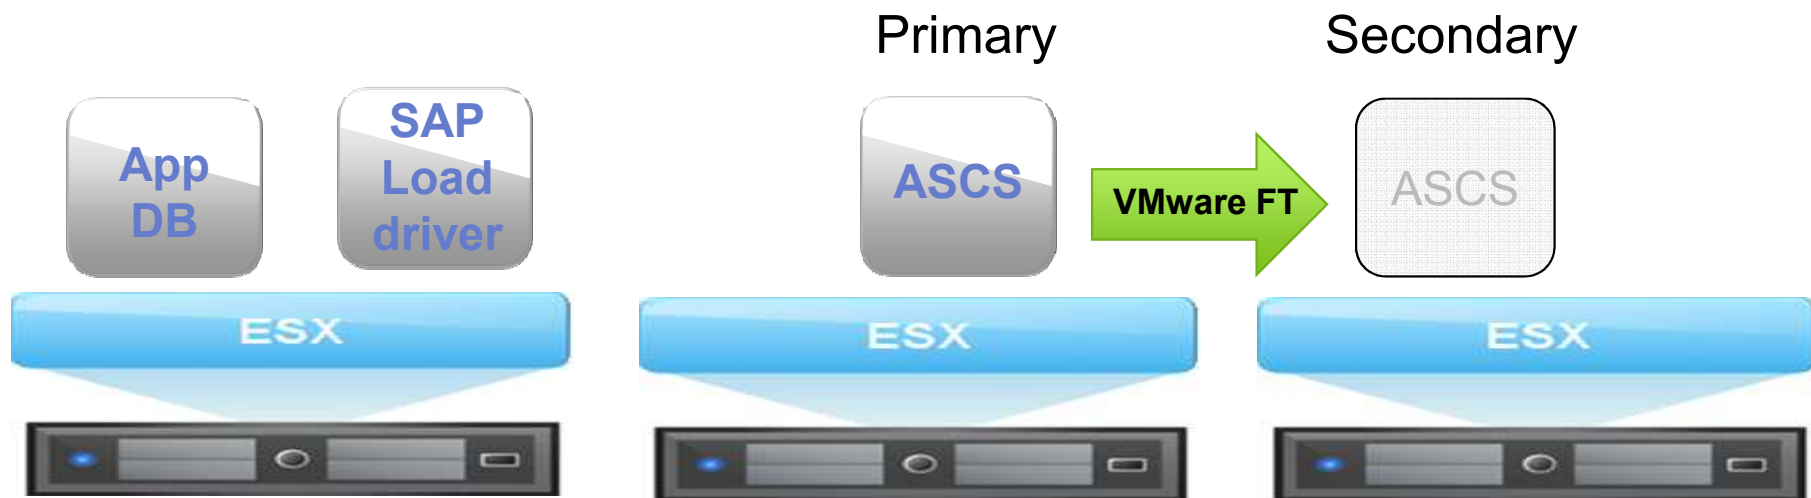 Primary
Secondary
App
DB
SAP
Load
driver
ASCS
VMware FT
ASCS
ESX
ESX
ESX